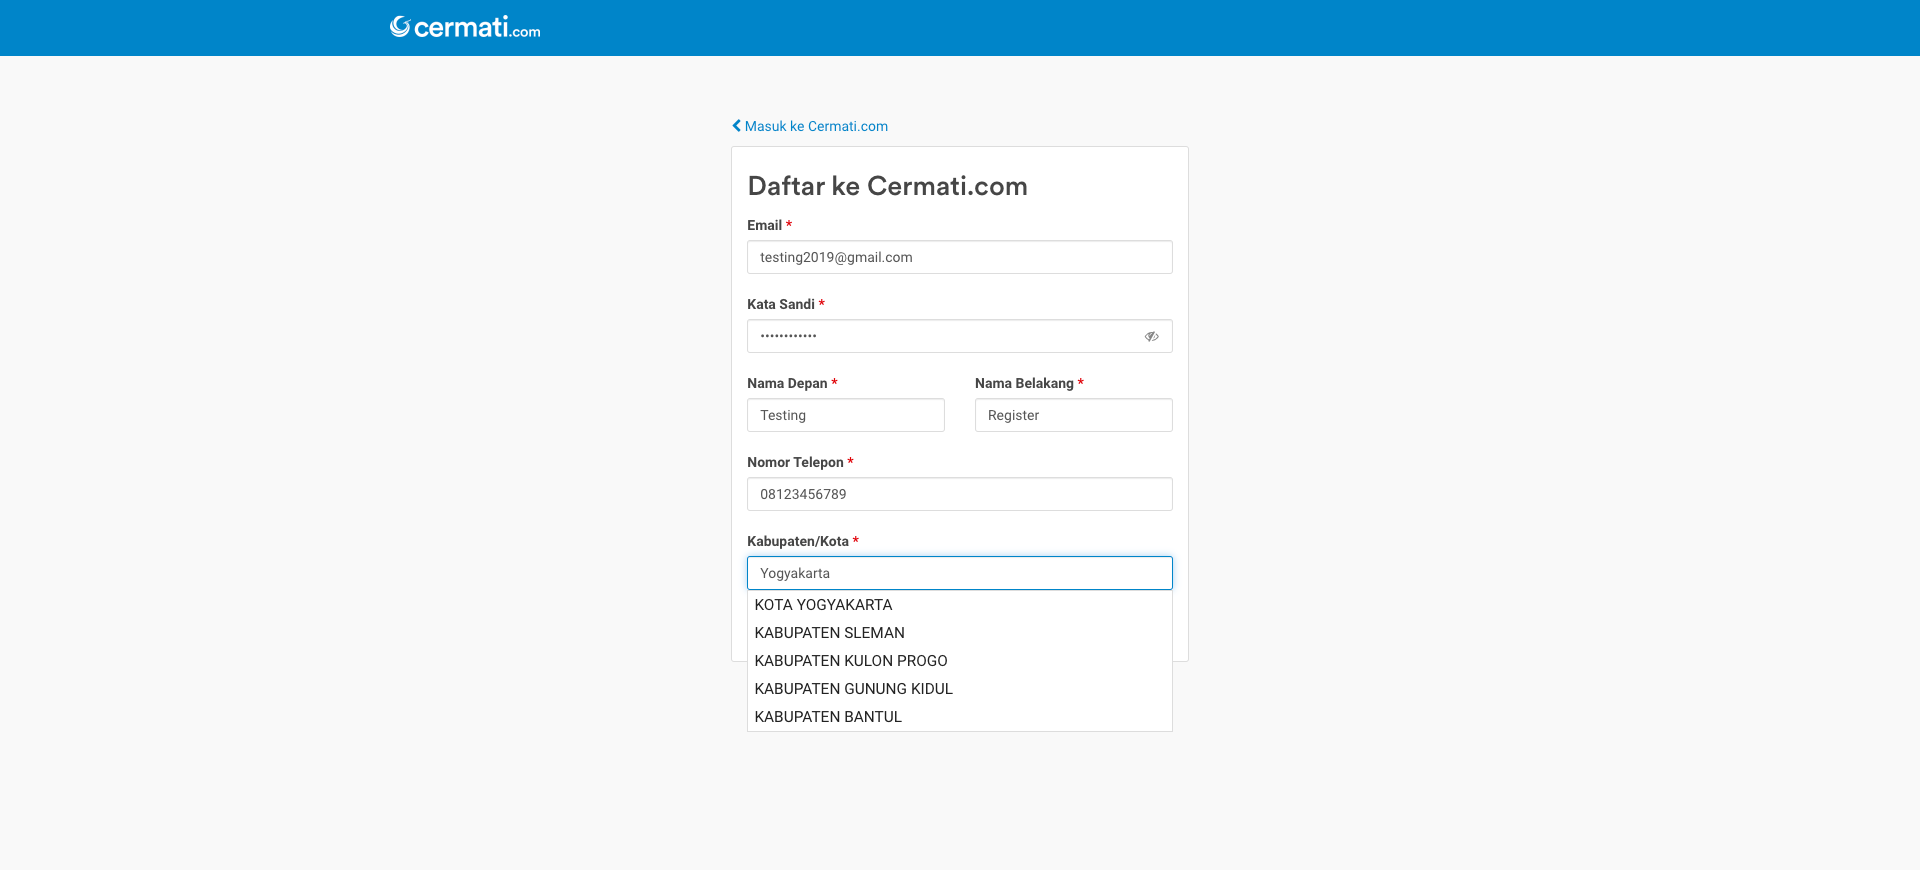 cermati.com
Masuk ke Cermati.com
Daftar ke Cermati.com
Email *
testing2019@gmail.com
Kata Sandi *
••••••••••••
Nama Depan * Nama Belakang *
Testing Register
Nomor Telepon *
08123456789
Kabupaten/Kota *
Yogyakarta
KOTA YOGYAKARTA
KABUPATEN SLEMAN
KABUPATEN KULON PROGO
KABUPATEN GUNUNG KIDUL
KABUPATEN BANTUL